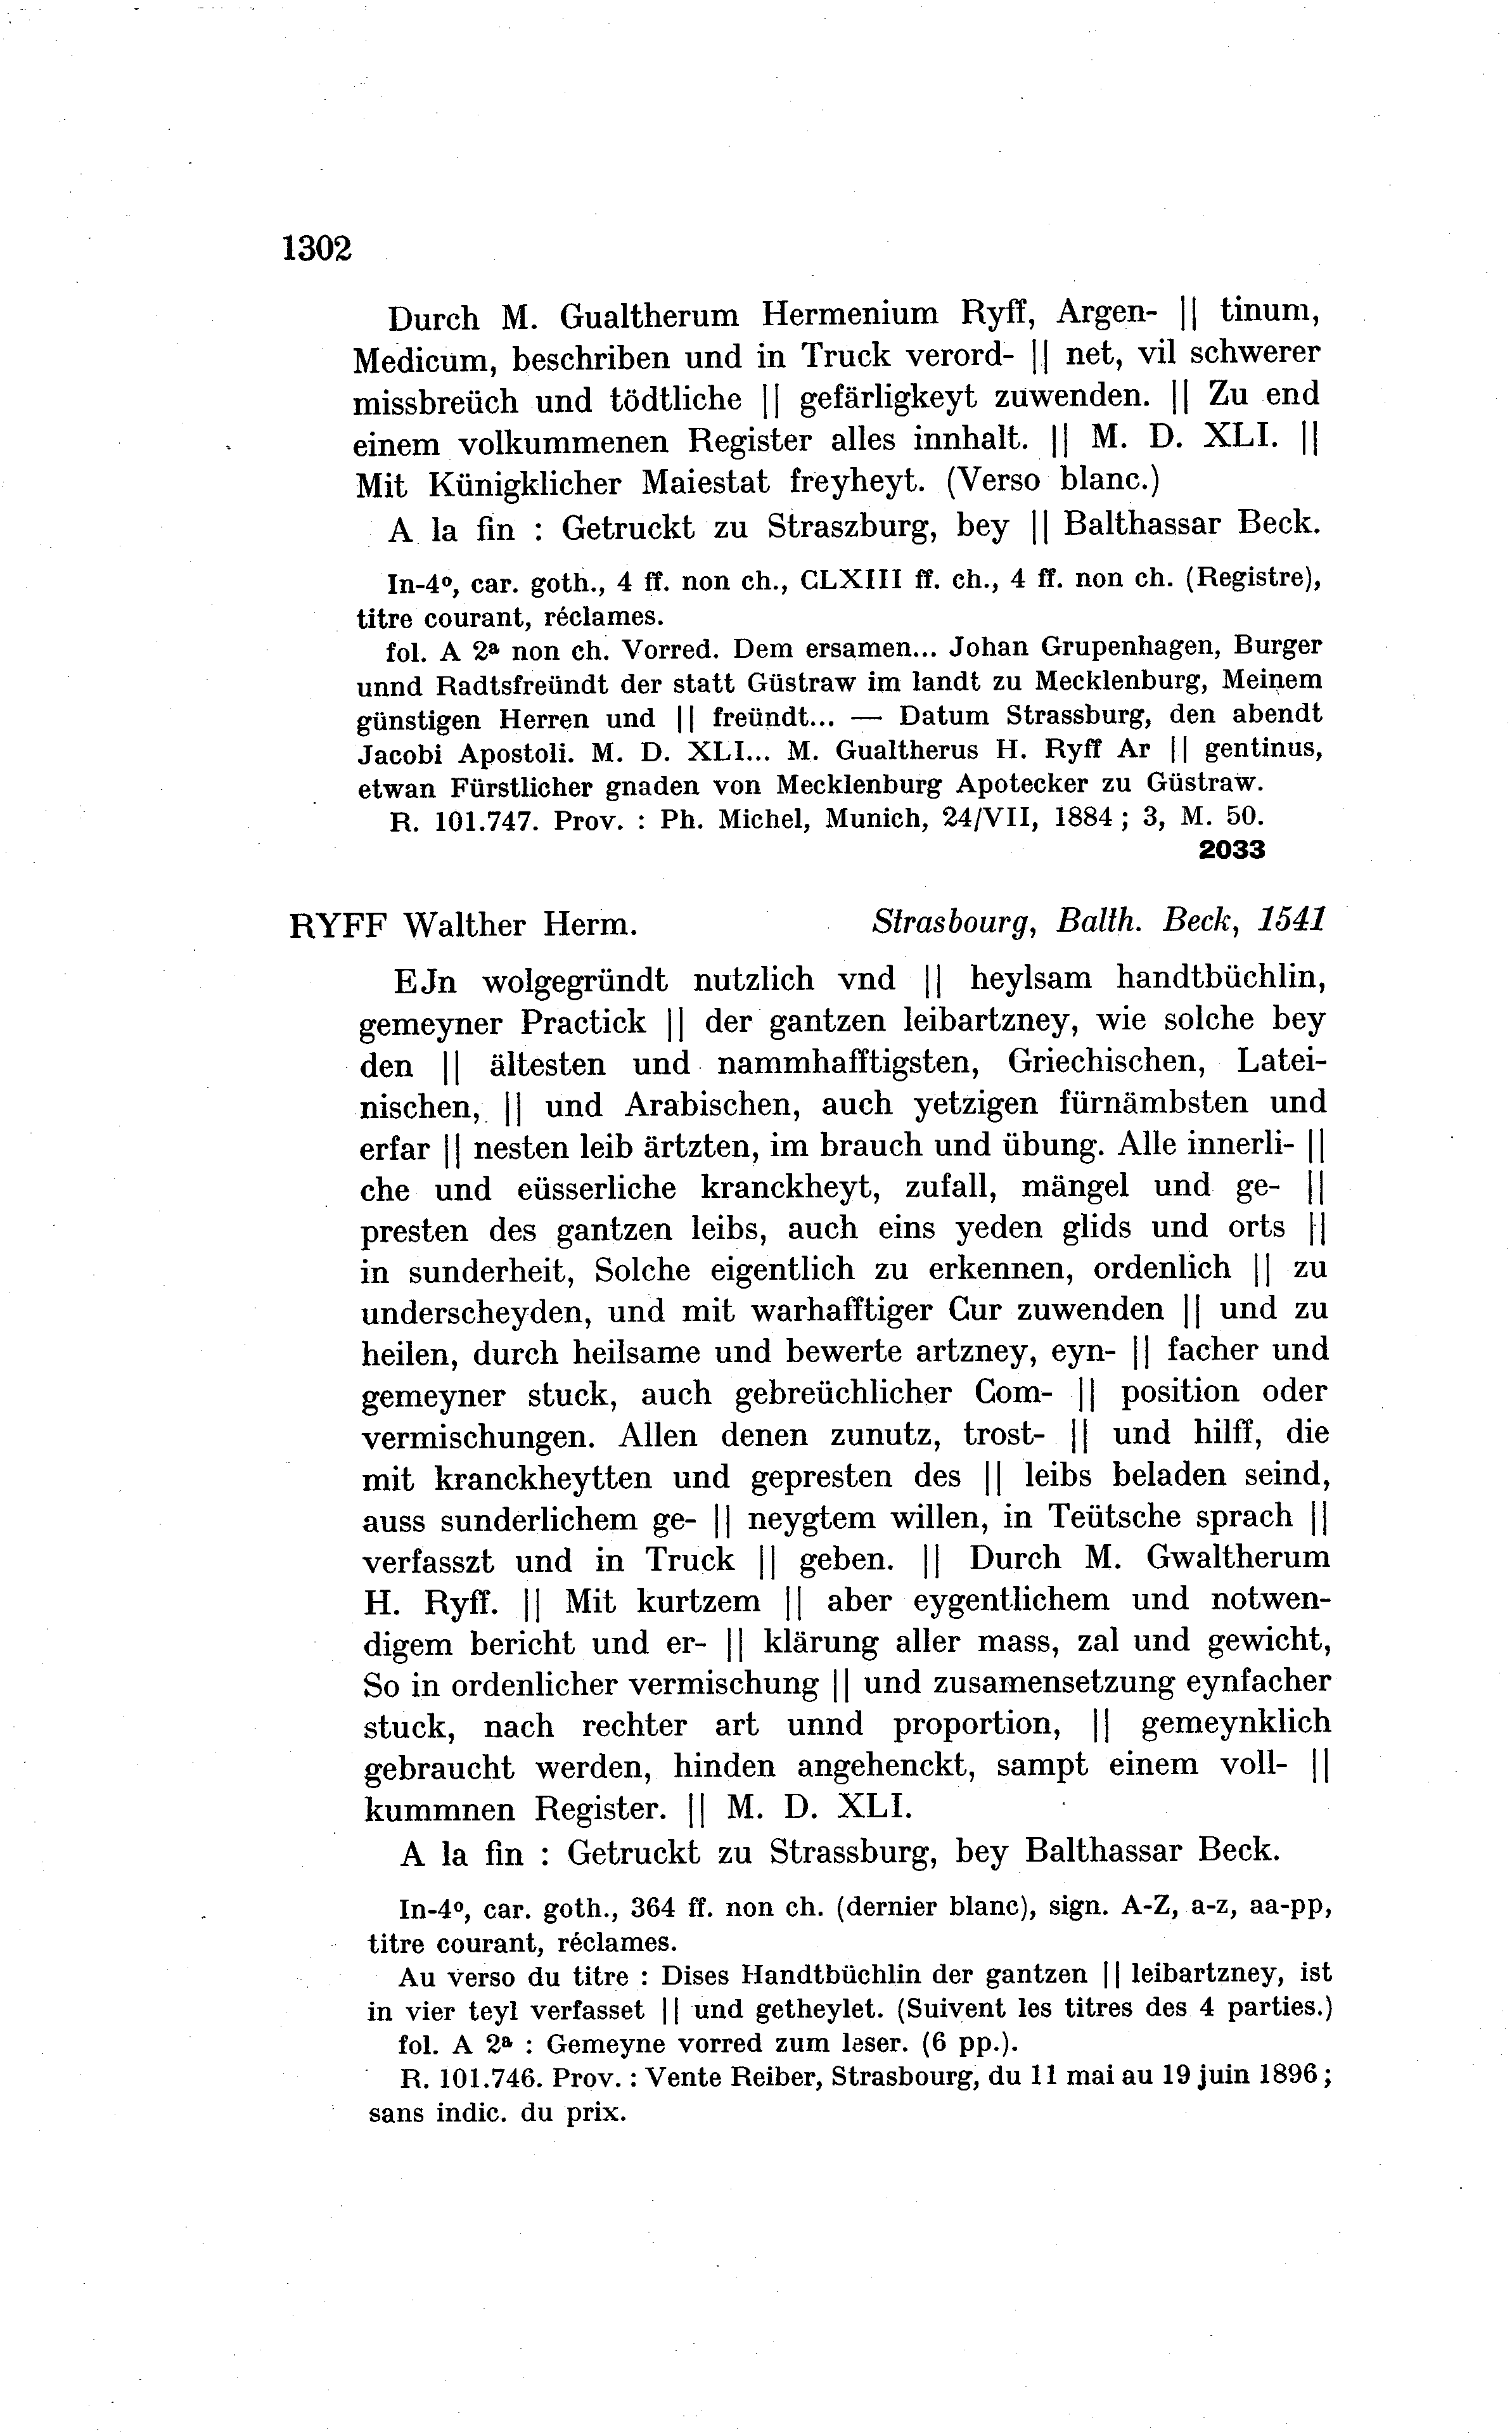 1302
Durch M. Gualtherum Hermenium Ryff, Argen- || tinum,
Medicum, beschriben und in Truck verord- || net, vil schwerer
missbreüch und tödtliche || gefärligkeyt zuwenden. || Zu end
einem volkummenen Register alles innhalt. || M. D. XLI. ||
Mit Künigklicher Maiestat freyheyt. (Verso blanc.)
A la fin : Getruckt zu Straszburg, bey || Balthassar Beck.
In-4º, car. goth., 4 ff. non ch., CLXIII ff. ch., 4 ff. non ch. (Registre),
titre courant, réclames.
fol. A 2ª non ch. Vorred. Dem ersamen... Johan Grupenhagen, Burger
unnd Radtsfreündt der statt Güstraw im landt zu Mecklenburg, Meinem
günstigen Herren und || freündt... — Datum Strassburg, den abendt
Jacobi Apostoli. M. D. XLI... M. Gualtherus H. Ryff Ar || gentinus,
etwan Fürstlicher gnaden von Mecklenburg Apotecker zu Güstraw.
R. 101.747. Prov. : Ph. Michel, Munich, 24/VII, 1884 ; 3, M. 50.
2033
RYFF Walther Herm. Strasbourg, Balth. Beck, 1541
EJn wolgegründt nutzlich vnd || heylsam handtbüchlin,
gemeyner Practick || der gantzen leibartzney, wie solche bey
den || ältesten und nammhafftigsten, Griechischen, Latei-
nischen, || und Arabischen, auch yetzigen fürnämbsten und
erfar || nesten leib ärtzten, im brauch und übung. Alle innerli- ||
che und eüsserliche kranckheyt, zufall, mängel und ge- ||
presten des gantzen leibs, auch eins yeden glids und orts ||
in sunderheit, Solche eigentlich zu erkennen, ordenlich || zu
underscheyden, und mit warhafftiger Cur zuwenden || und zu
heilen, durch heilsame und bewerte artzney, eyn- || facher und
gemeyner stuck, auch gebreüchlicher Com- || position oder
vermischungen. Allen denen zunutz, trost- || und hilff, die
mit kranckheytten und gepresten des || leibs beladen seind,
auss sunderlichem ge- || neygtem willen, in Teütsche sprach ||
verfasszt und in Truck || geben. || Durch M. Gwaltherum
H. Ryff. || Mit kurtzem || aber eygentlichem und notwen-
digem bericht und er- || klärung aller mass, zal und gewicht,
So in ordenlicher vermischung || und zusamensetzung eynfacher
stuck, nach rechter art unnd proportion, || gemeynklich
gebraucht werden, hinden angehenckt, sampt einem voll- ||
kummnen Register. || M. D. XLI.
A la fin : Getruckt zu Strassburg, bey Balthassar Beck.
In-4º, car. goth., 364 ff. non ch. (dernier blanc), sign. A-Z, a-z, aa-pp,
titre courant, réclames.
Au verso du titre : Dises Handtbüchlin der gantzen || leibartzney, ist
in vier teyl verfasset || und getheylet. (Suivent les titres des 4 parties.)
fol. A 2ª : Gemeyne vorred zum leser. (6 pp.).
R. 101.746. Prov. : Vente Reiber, Strasbourg, du 11 mai au 19 juin 1896 ;
sans indic. du prix.